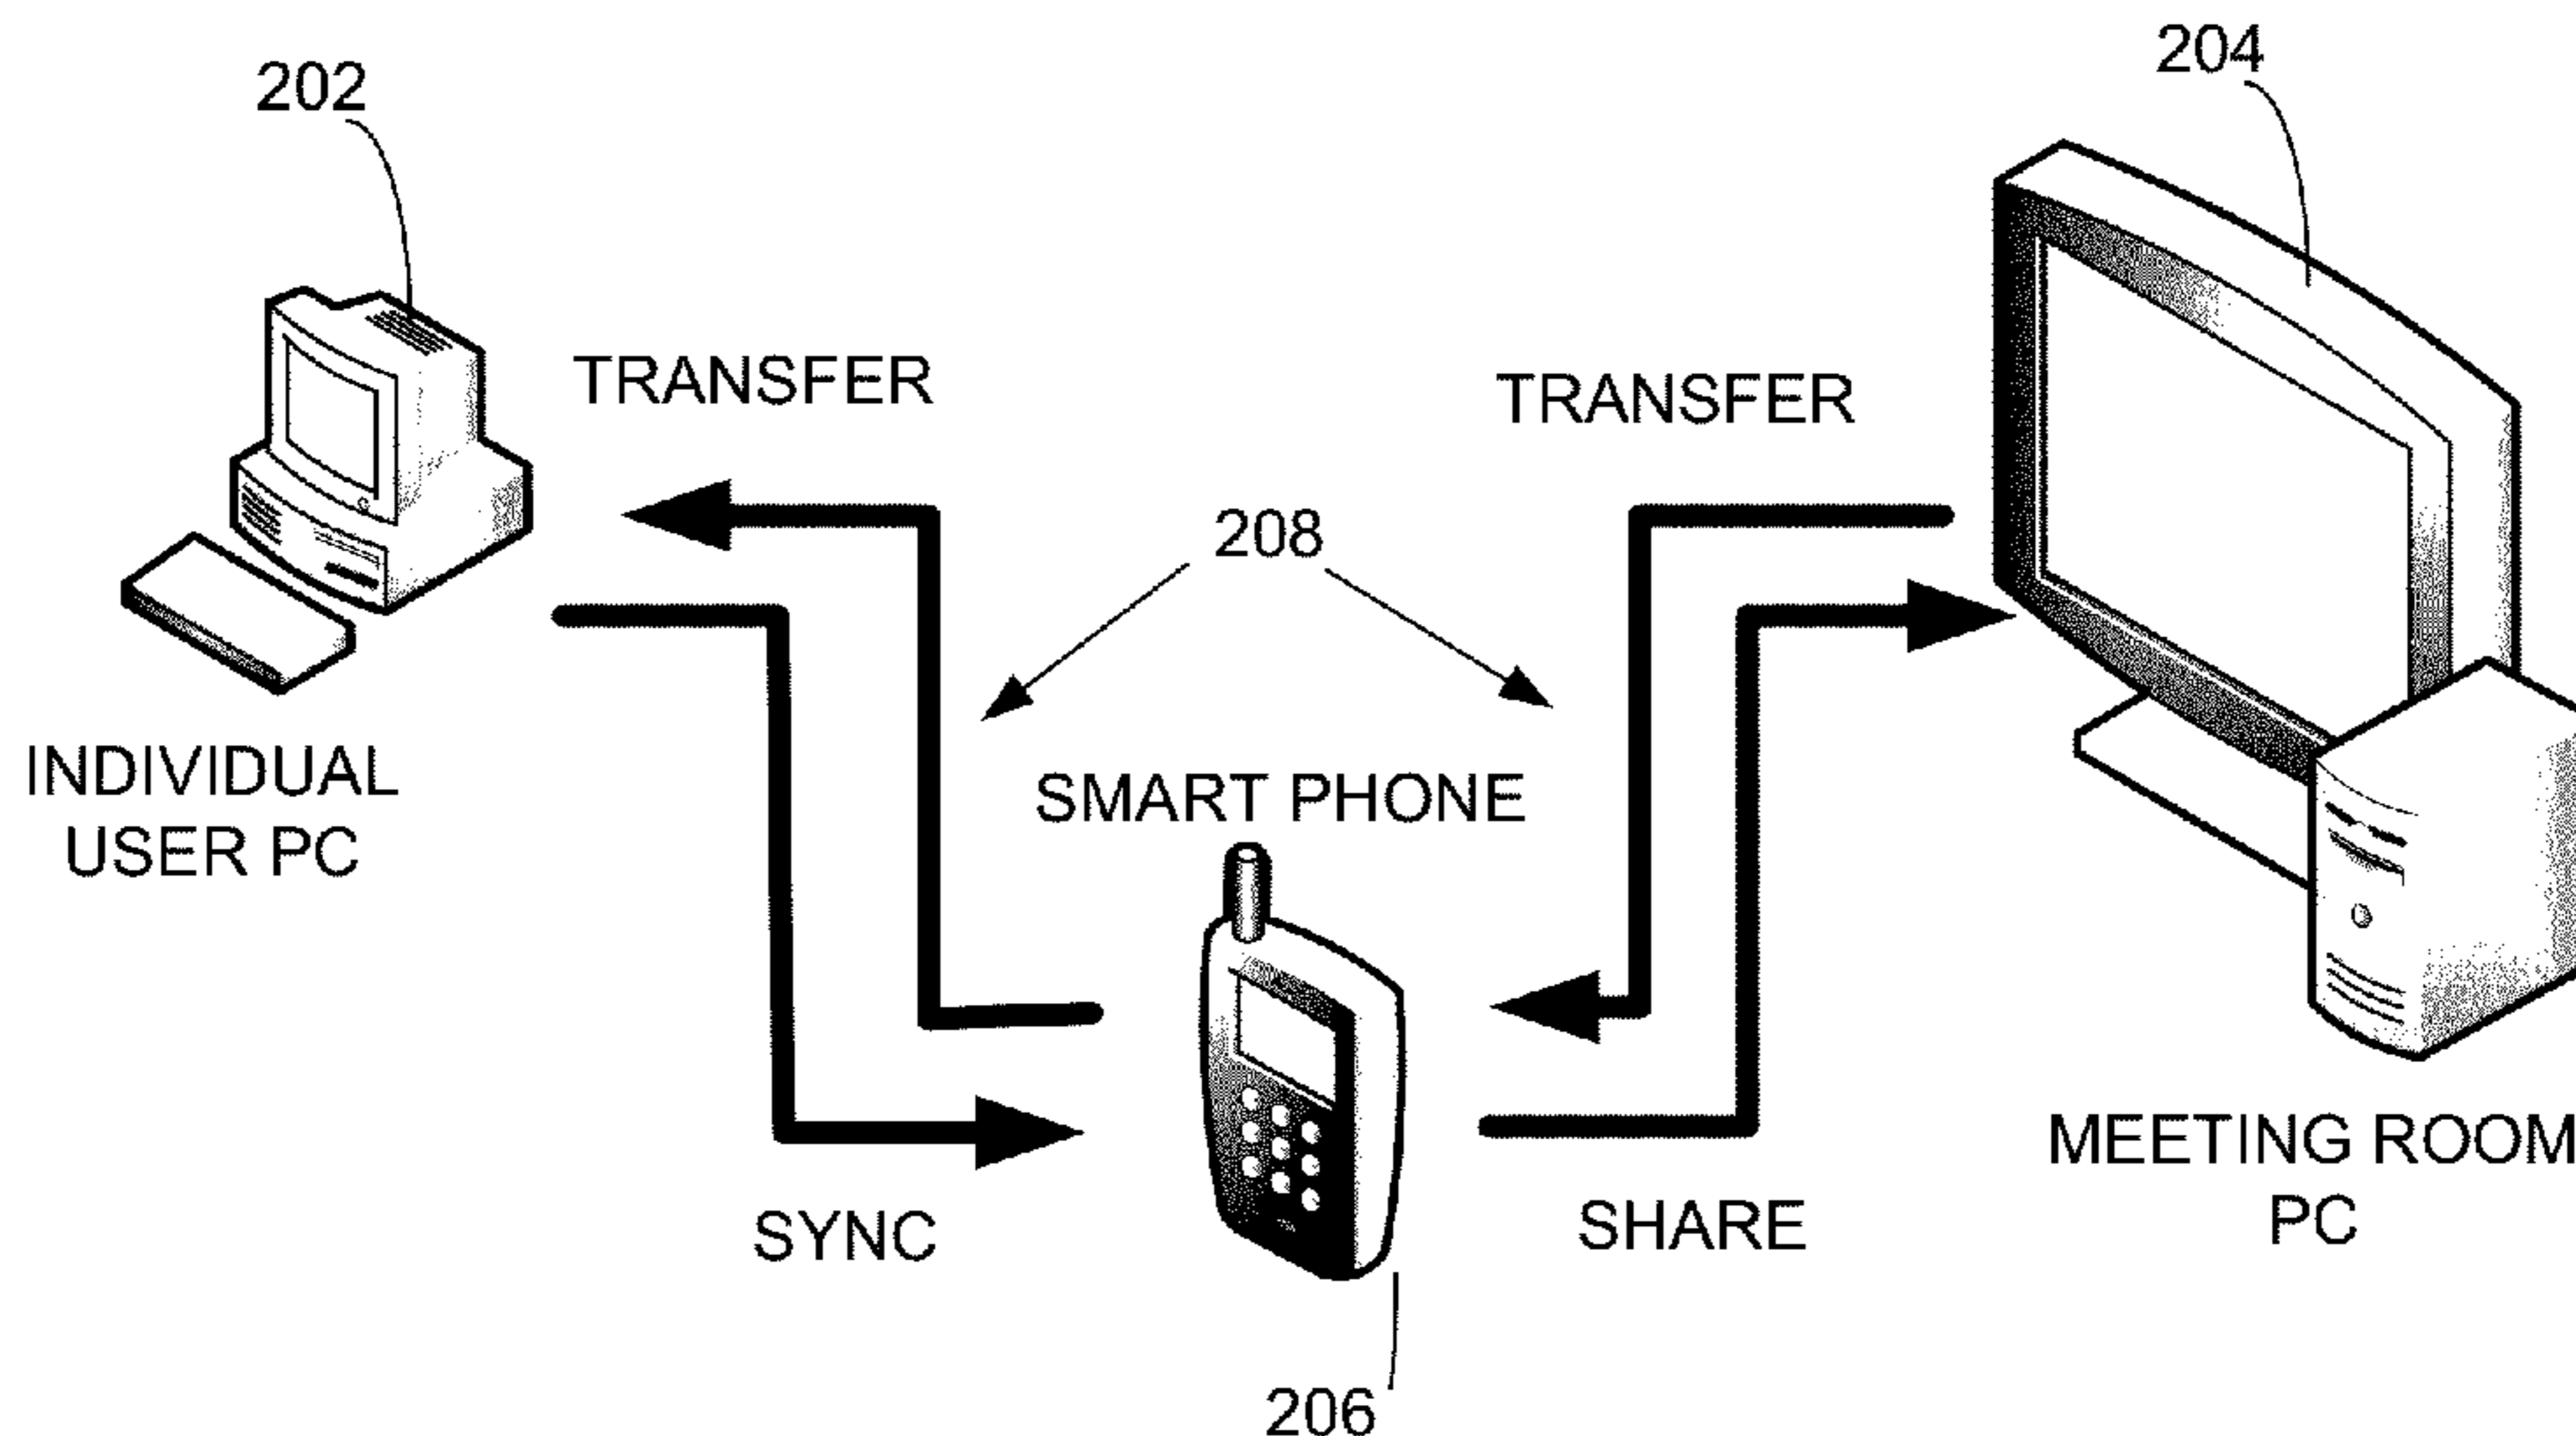 204
202
TRANSFER
TRANSFER
208
INDIVIDUAL
USER PC
SMART PHONE
MEETING ROOM
PC
SYNC
SHARE
206